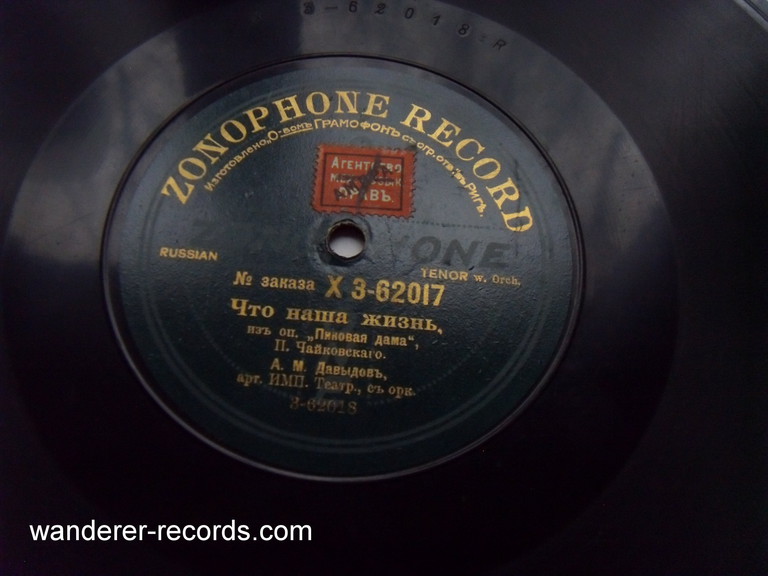 3-62018 R
ZONOPHONE RECORD
Изготовлено „О-вомъ Грамофонъ съ огр. отв." въ Ригѣ.
Агентство
правъ.
RUSSIAN
TENOR w. Orch.
№ заказа X 3-62017
Что наша жизнь,
изъ оп. „Пиковая дама",
П. Чайковскаго.
А. М. Давыдовъ,
арт. ИМП. Театр., съ орк.
3-62018
wanderer-records.com